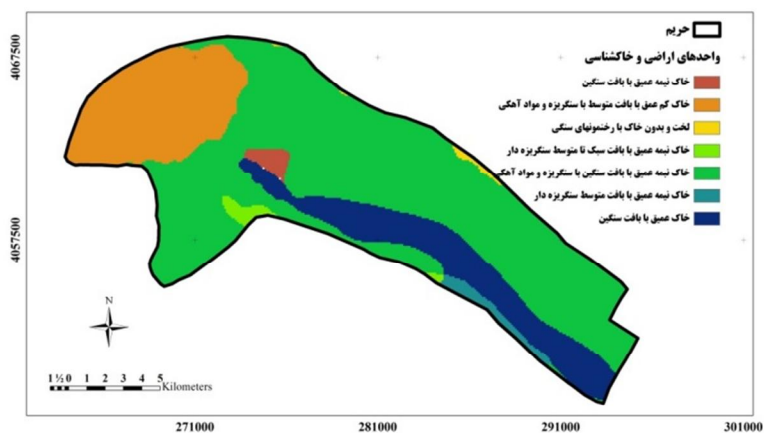 4067500
4057500
حریم
واحدهای اراضی و خاکشناسی
خاک نیمه عمیق با بافت سنگین
خاک کم عمق با بافت متوسط با سنگریزه و مواد آهکی
لخت و بدون خاک با رخنمونهای سنگی
خاک نیمه عمیق با بافت سبک تا متوسط سنگریزه دار
خاک نیمه عمیق با بافت سنگین با سنگریزه و مواد آهکی
خاک نیمه عمیق با بافت متوسط سنگریزه دار
خاک عمیق با بافت سنگین
N
1 ½ 0 1 2 3 4 5
Kilometers
271000 281000 291000 301000